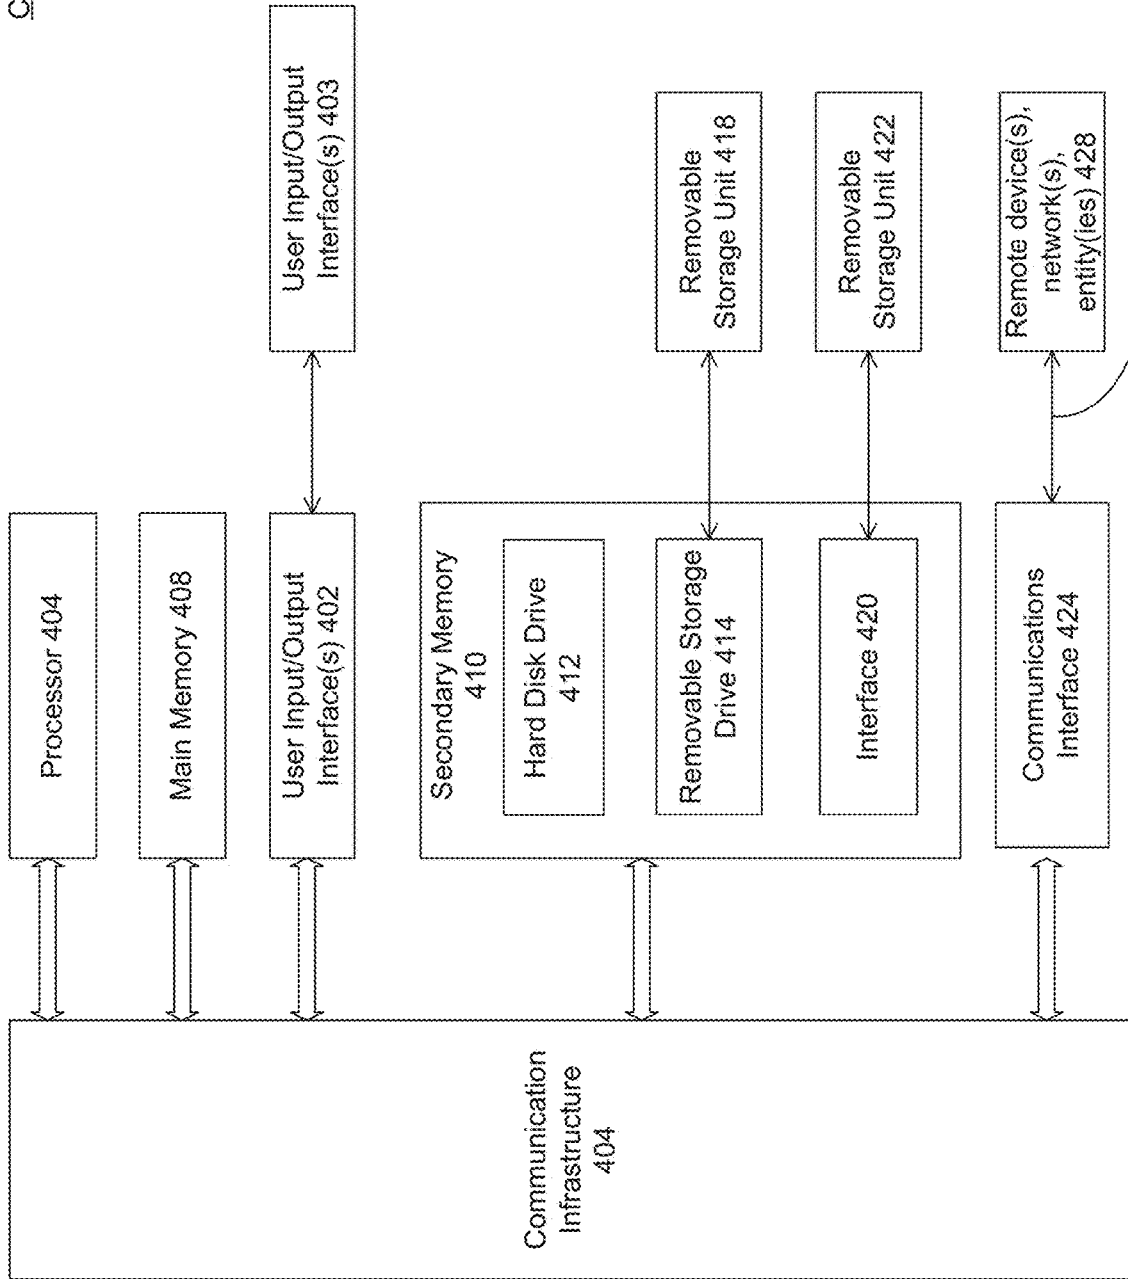 C
Processor 404
Main Memory 408
User Input/Output
Interface(s) 402
User Input/Output
Interface(s) 403
Communication
Infrastructure
404
Secondary Memory
410
Hard Disk Drive
412
Removable Storage
Drive 414
Removable
Storage Unit 418
Interface 420
Removable
Storage Unit 422
Communications
Interface 424
Remote device(s),
network(s),
entity(ies) 428